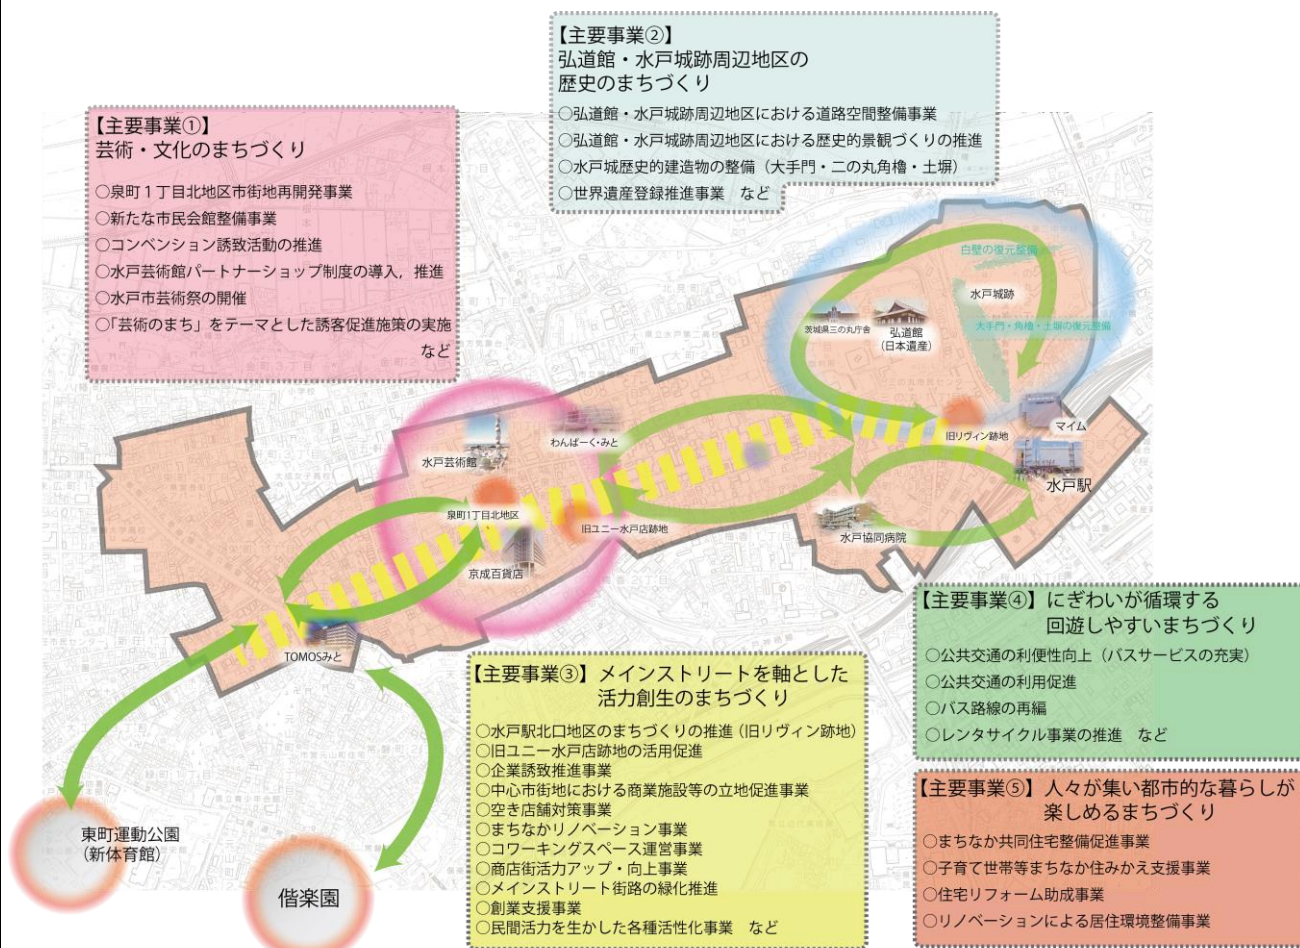 【主要事業①】
芸術・文化のまちづくり
○泉町1丁目北地区市街地再開発事業
○新たな市民会館整備事業
○コンベンション誘致活動の推進
○水戸芸術館パートナーショップ制度の導入，推進
○水戸市芸術祭の開催
○「芸術のまち」をテーマとした誘客促進施策の実施
など
【主要事業②】
弘道館・水戸城跡周辺地区の
歴史のまちづくり
○弘道館・水戸城跡周辺地区における道路空間整備事業
○弘道館・水戸城跡周辺地区における歴史的景観づくりの推進
○水戸城歴史的建造物の整備（大手門・二の丸角櫓・土塀）
○世界遺産登録推進事業　など
白壁の復元整備
水戸城跡
大手門・角櫓・土塀の復元整備
茨城県三の丸庁舎
弘道館
（日本遺産）
旧リヴィン跡地
マイム
水戸駅
水戸協同病院
わんぱーく・みと
水戸芸術館
泉町1丁目北地区
旧ユニー水戸店跡地
京成百貨店
TOMOSみと
東町運動公園
（新体育館）
偕楽園
【主要事業③】メインストリートを軸とした
活力創生のまちづくり
○水戸駅北口地区のまちづくりの推進（旧リヴィン跡地）
○旧ユニー水戸店跡地の活用促進
○企業誘致推進事業
○中心市街地における商業施設等の立地促進事業
○空き店舗対策事業
○まちなかリノベーション事業
○コワーキングスペース運営事業
○商店街活力アップ・向上事業
○メインストリート街路の緑化推進
○創業支援事業
○民間活力を生かした各種活性化事業　など
【主要事業④】にぎわいが循環する
回遊しやすいまちづくり
○公共交通の利便性向上（バスサービスの充実）
○公共交通の利用促進
○バス路線の再編
○レンタサイクル事業の推進　など
【主要事業⑤】人々が集い都市的な暮らしが
楽しめるまちづくり
○まちなか共同住宅整備促進事業
○子育て世帯等まちなか住みかえ支援事業
○住宅リフォーム助成事業
○リノベーションによる居住環境整備事業